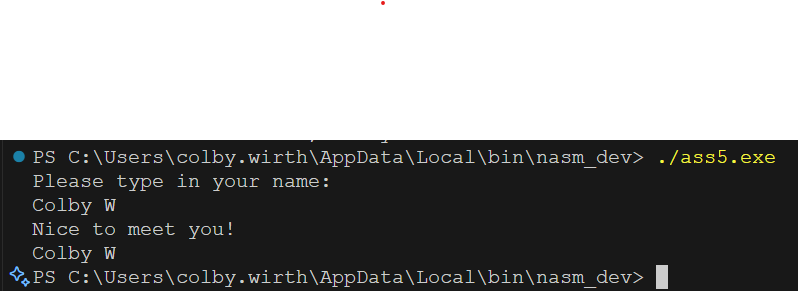 PS C:\Users\colby.wirth\AppData\Local\bin\nasm_dev> ./ass5.exe
Please type in your name:
Colby W
Nice to meet you!
Colby W
PS C:\Users\colby.wirth\AppData\Local\bin\nasm_dev>